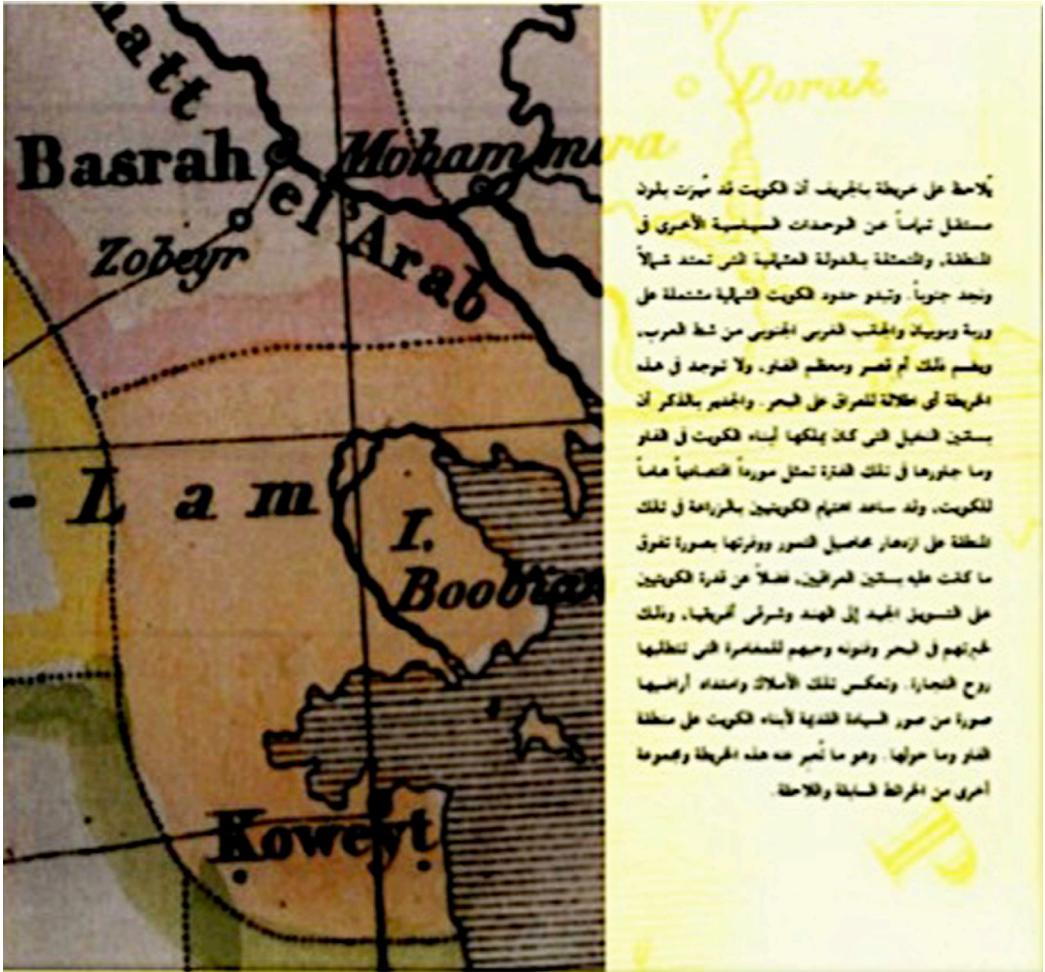 hatt
el 'Arab
Basrah
Mohammmira
Zobeyr
Dorak
- Lam
I.
Boobian
Koweyt
P
يُلاحظ على خريطة بالجريف أن الكويت قد مُيزت بلون
مستقل تماماً عن الوحدات السياسية الأخرى في
المنطقة، والمتمثلة بالدولة العثمانية التي تمتد شمالاً
ونجد جنوباً. وتبدو حدود الكويت الشمالية مشتملة على
وربة وبوبيان والجانب الغربي الجنوبي من شط العرب،
ويضم ذلك أم قصر ومعظم الفاو، ولا توجد في هذه
الخريطة أي اطلالة للعراق على البحر. والجدير بالذكر أن
بساتين النخيل التي كان يملكها أبناء الكويت في الفاو
وما جاورها في تلك الفترة تمثل مورداً اقتصادياً هاماً
للكويت، وقد ساعد اهتمام الكويتيين بالزراعة في تلك
المنطقة على ازدهار محاصيل التمور ووفرتها بصورة تفوق
ما كانت عليه بساتين العراقيين، فضلاً عن قدرة الكويتيين
على التسويق الجيد إلى الهند وشرقي أفريقيا، وذلك
لخبرتهم في البحر وفنونه وحبهم للمغامرة التي تتطلبها
روح التجارة. وتعكس تلك الأملاك وامتداد أراضيها
صورة من صور السيادة القديمة لأبناء الكويت على منطقة
الفاو وما حولها. وهو ما تُعبر عنه هذه الخريطة ومجموعة
أخرى من الخرائط السابقة واللاحقة.